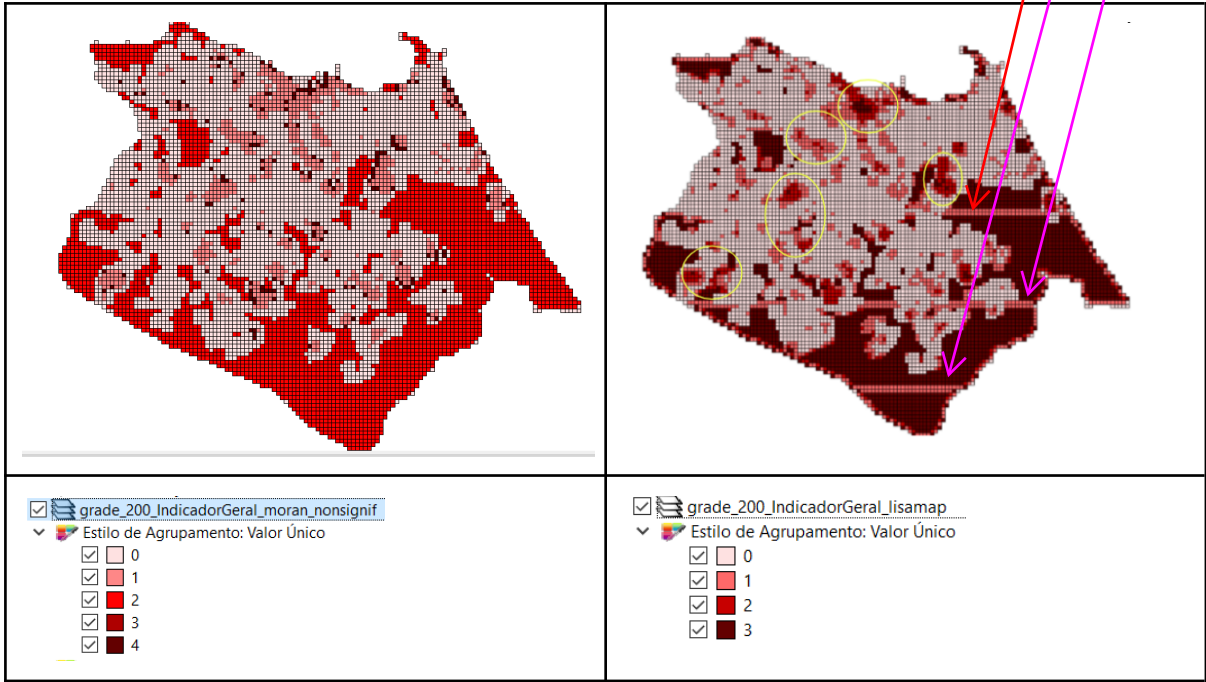 grade_200_IndicadorGeral_moran_nonsignif
Estilo de Agrupamento: Valor Único
0
1
2
3
4
grade_200_IndicadorGeral_lisamap
Estilo de Agrupamento: Valor Único
0
1
2
3